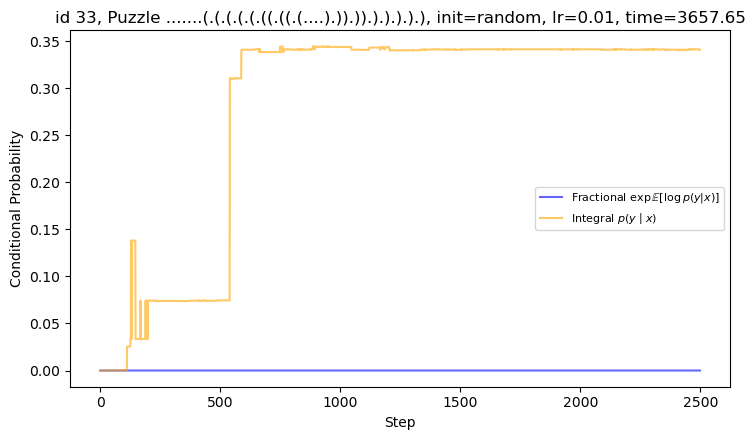 id 33, Puzzle .......(.(.(.(.(.((.((.(....).)).)).).).).).), init=random, lr=0.01, time=3657.65
Conditional Probability
0.35
0.30
0.25
0.20
0.15
0.10
0.05
0.00
Fractional exp𝔼[log p(y|x)]
Integral p(y | x)
0
500
1000
1500
2000
2500
Step